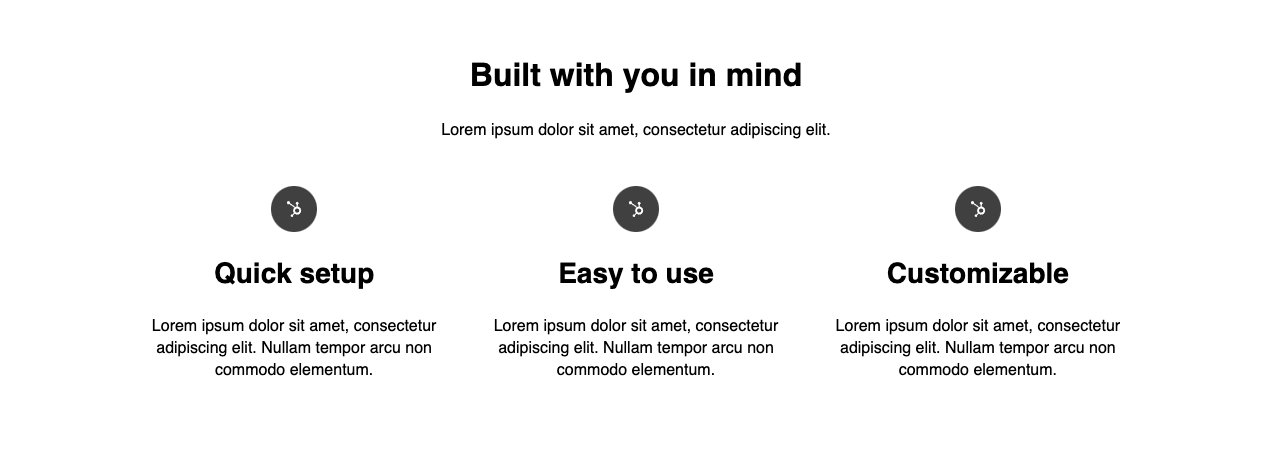 Built with you in mind
Lorem ipsum dolor sit amet, consectetur adipiscing elit.
Quick setup
Lorem ipsum dolor sit amet, consectetur
adipiscing elit. Nullam tempor arcu non
commodo elementum.
Easy to use
Lorem ipsum dolor sit amet, consectetur
adipiscing elit. Nullam tempor arcu non
commodo elementum.
Customizable
Lorem ipsum dolor sit amet, consectetur
adipiscing elit. Nullam tempor arcu non
commodo elementum.